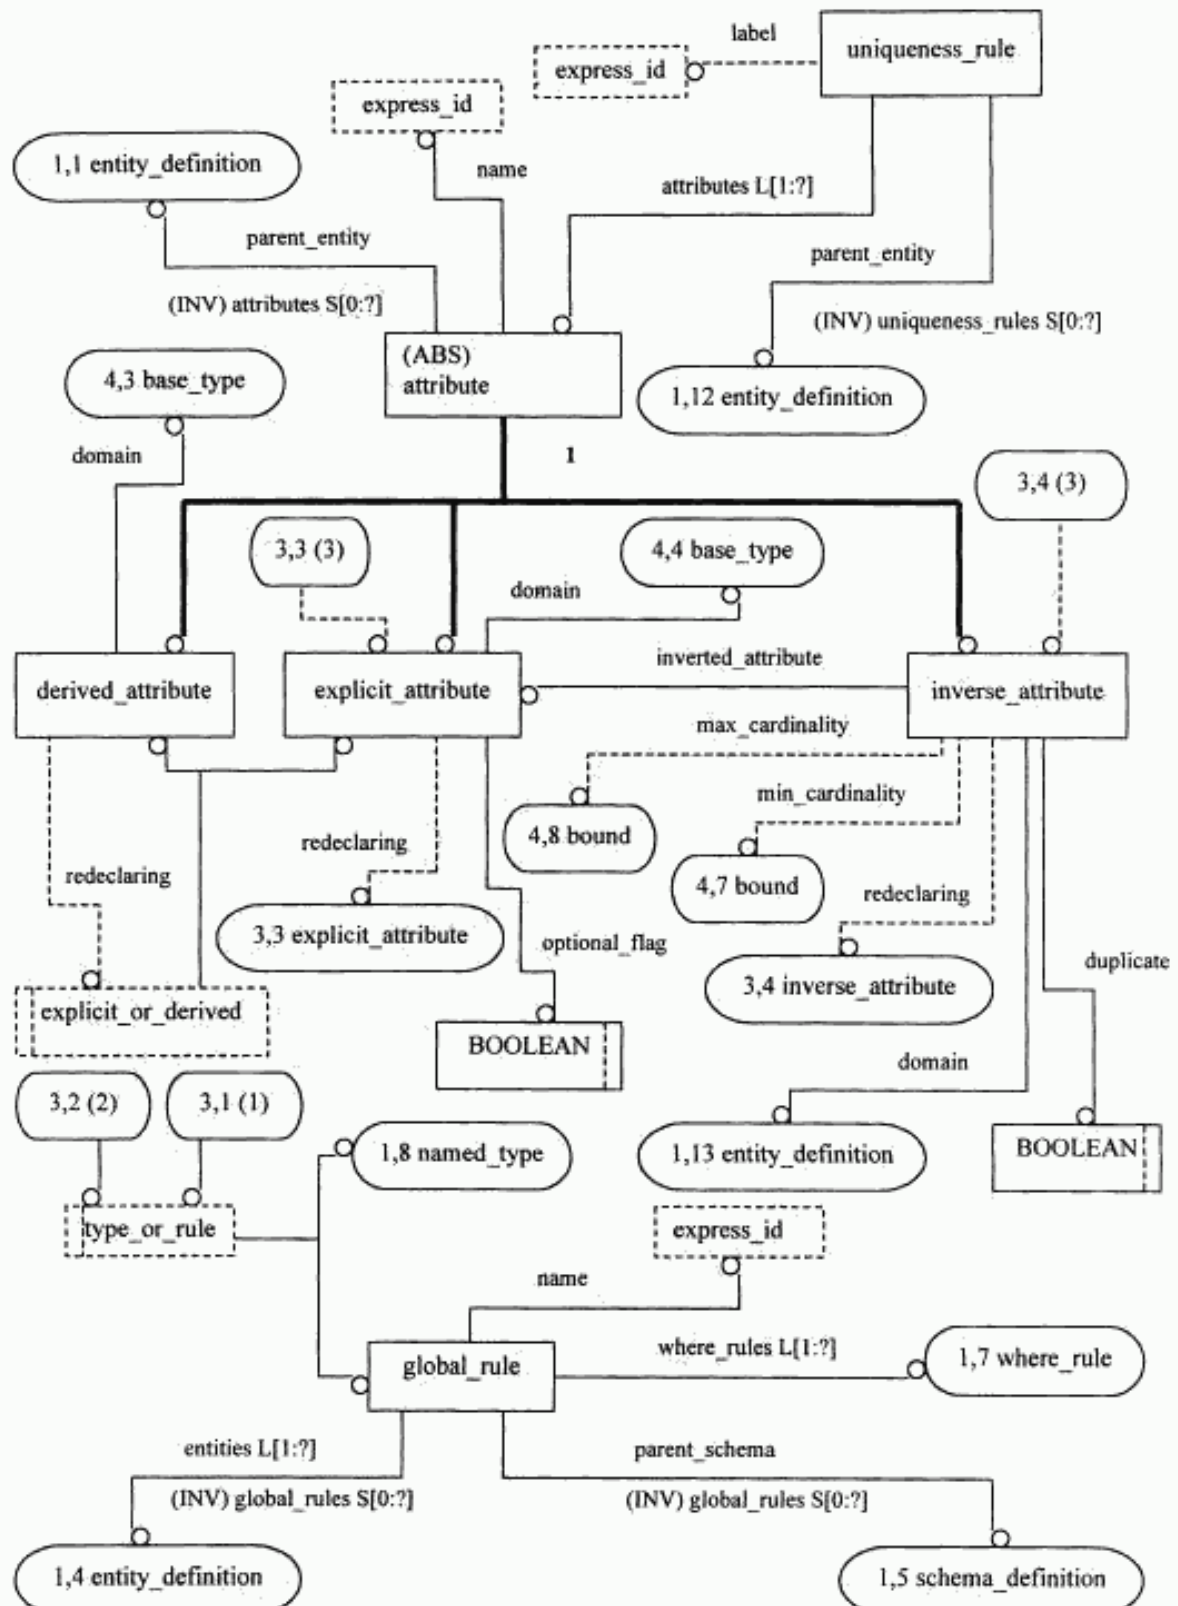 label
uniqueness_rule
express_id
express_id
1,1 entity_definition
name
attributes L[1:?]
parent_entity
parent_entity
(INV) attributes S[0:?]
(INV) uniqueness_rules S[0:?]
(ABS)
attribute
4,3 base_type
1,12 entity_definition
domain
1
3,4 (3)
3,3 (3)
4,4 base_type
domain
inverted_attribute
derived_attribute
explicit_attribute
inverse_attribute
max_cardinality
min_cardinality
4,8 bound
redeclaring
redeclaring
4,7 bound
redeclaring
3,3 explicit_attribute
optional_flag
duplicate
3,4 inverse_attribute
explicit_or_derived
BOOLEAN
domain
3,2 (2)
3,1 (1)
1,8 named_type
1,13 entity_definition
BOOLEAN
type_or_rule
express_id
name
where_rules L[1:?]
global_rule
1,7 where_rule
entities L[1:?]
parent_schema
(INV) global_rules S[0:?]
(INV) global_rules S[0:?]
1,4 entity_definition
1,5 schema_definition